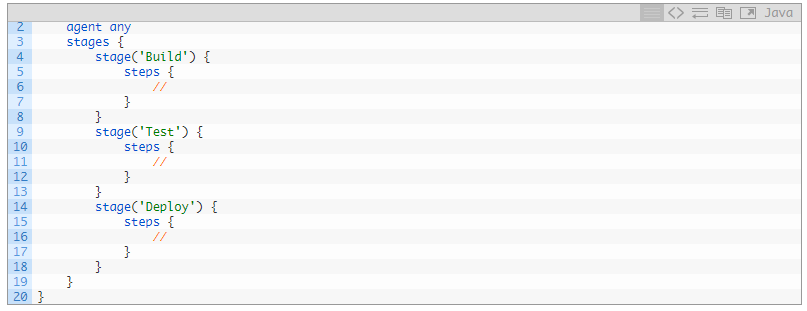 Java
2     agent any
3     stages {
4         stage('Build') {
5             steps {
6                 //
7             }
8         }
9         stage('Test') {
10             steps {
11                 //
12             }
13         }
14         stage('Deploy') {
15             steps {
16                 //
17             }
18         }
19     }
20 }